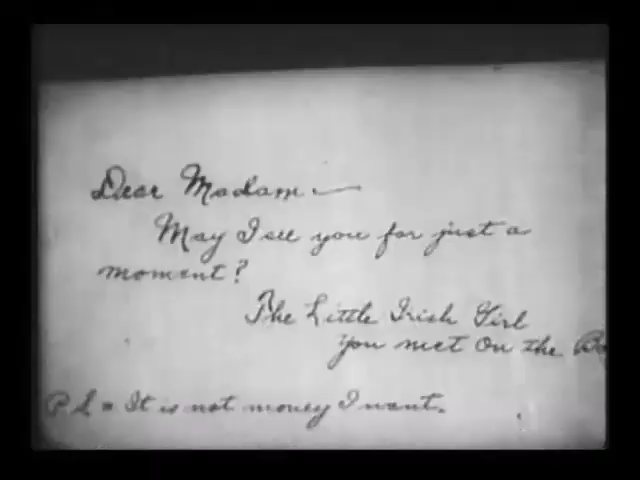 Dear Madam:—
May I see you for just a
moment?
The Little Irish Girl
you met On the
P S = It is not money I want.